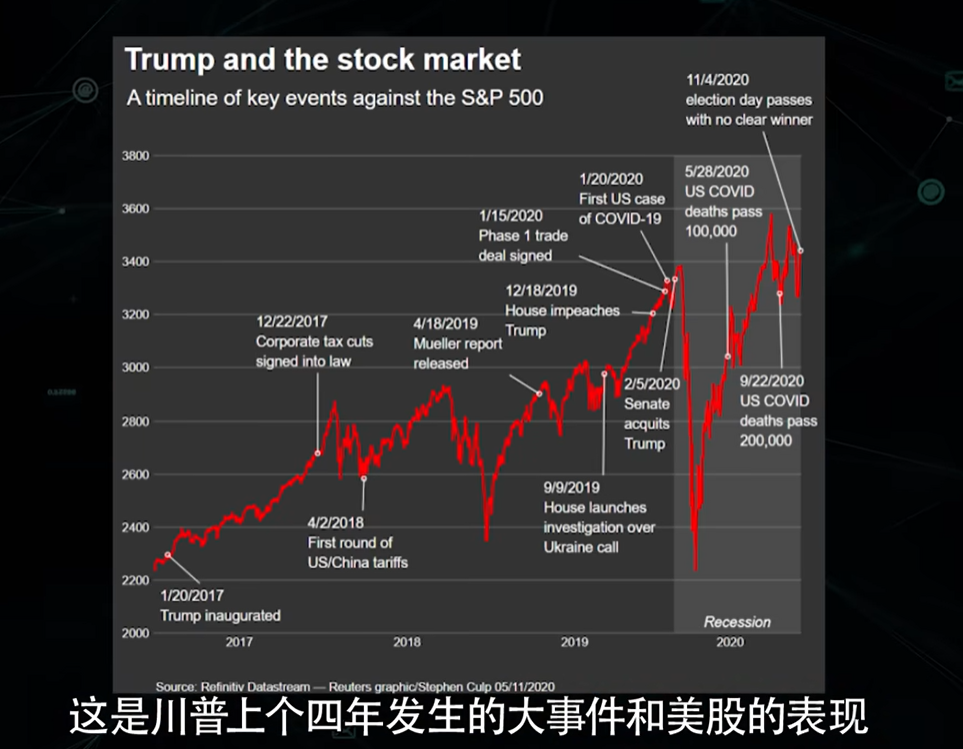 Trump and the stock market
A timeline of key events against the S&P 500
11/4/2020
election day passes
with no clear winner
3800
3600
3400
3200
3000
2800
2600
2400
2200
2000
1/20/2017
Trump inaugurated
12/22/2017
Corporate tax cuts
signed into law
4/2/2018
First round of
US/China tariffs
4/18/2019
Mueller report
released
9/9/2019
House launches
investigation over
Ukraine call
12/18/2019
House impeaches
Trump
1/15/2020
Phase 1 trade
deal signed
1/20/2020
First US case
of COVID-19
2/5/2020
Senate
acquits
Trump
5/28/2020
US COVID
deaths pass
100,000
9/22/2020
US COVID
deaths pass
200,000
Recession
2017
2018
2019
2020
Source: Refinitiv Datastream — Reuters graphic/Stephen Culp 05/11/2020
这是川普上个四年发生的大事件和美股的表现